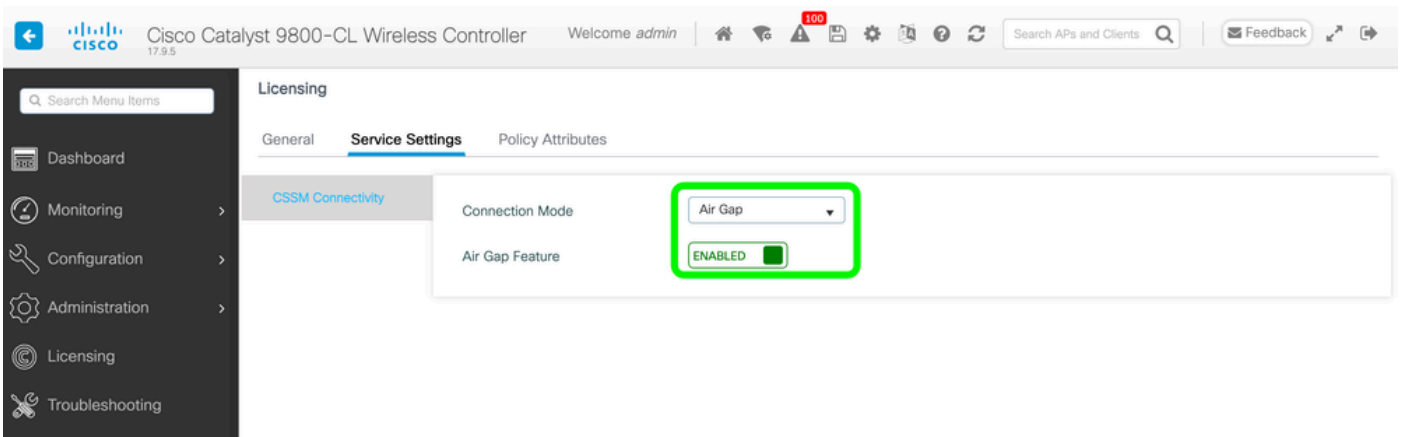 CISCO
Cisco Catalyst 9800-CL Wireless Controller
17.9.5
Welcome admin
100
Search APs and Clients
Feedback
Search Menu Items
Dashboard
Monitoring
Configuration
Administration
Licensing
Troubleshooting
Licensing
General Service Settings Policy Attributes
CSSM Connectivity
Connection Mode Air Gap
Air Gap Feature ENABLED